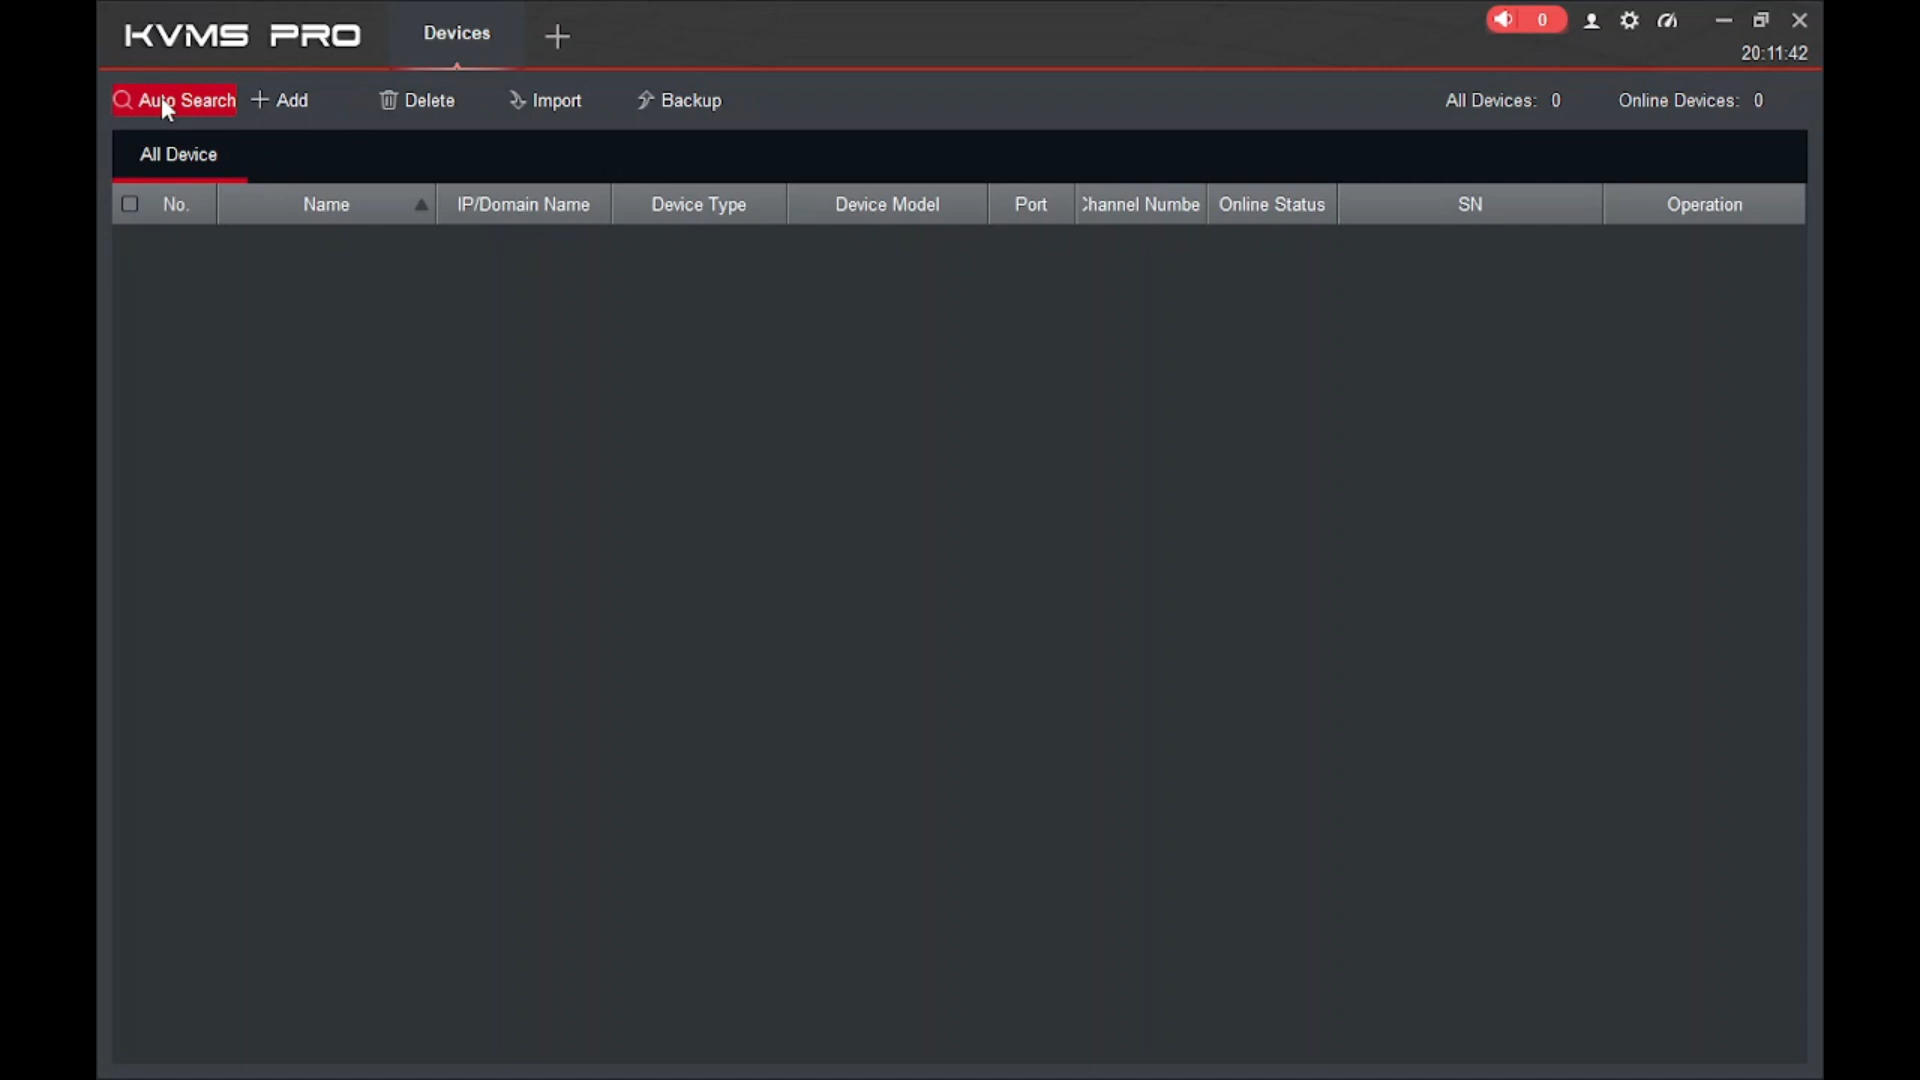 KVMS PRO
Devices
0
20:11:42
Auto Search
Add
Delete
Import
Backup
All Devices: 0
Online Devices: 0
All Device
No.
Name
IP/Domain Name
Device Type
Device Model
Port
Channel Numbe
Online Status
SN
Operation